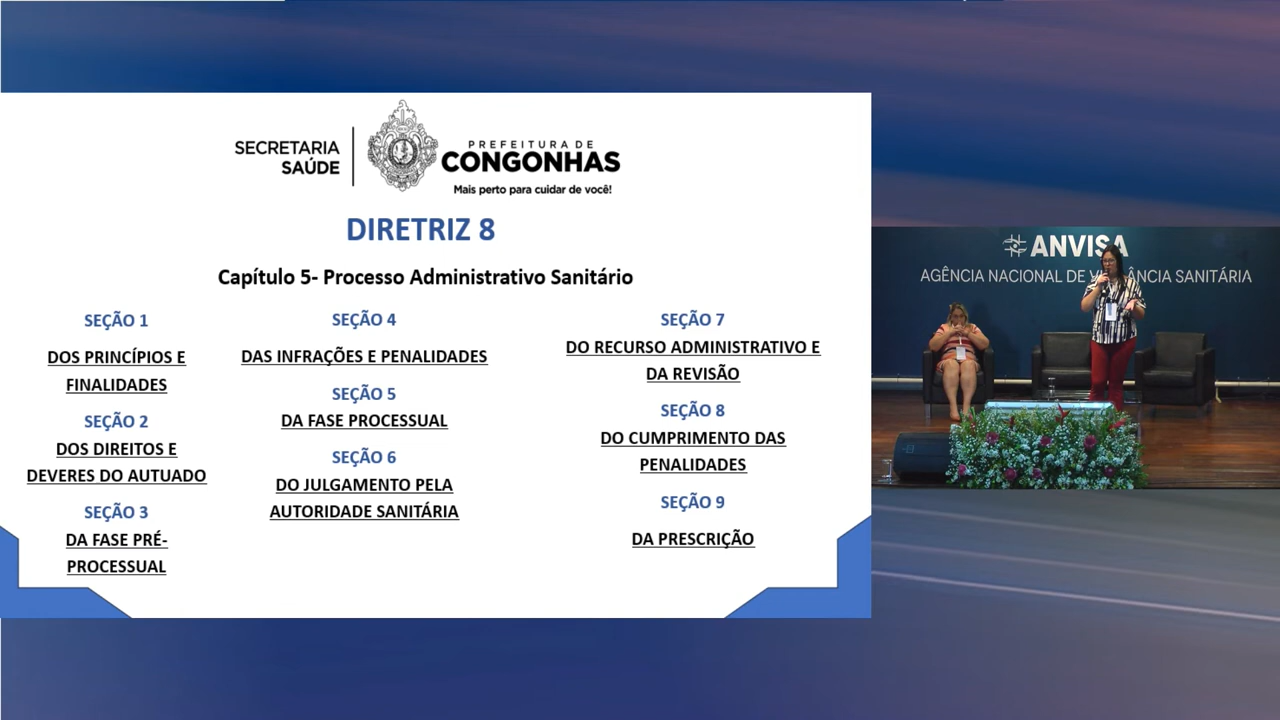 SECRETARIA
SAÚDE
PREFEITURA DE
CONGONHAS
Mais perto para cuidar de você!
DIRETRIZ 8
Capítulo 5- Processo Administrativo Sanitário
SEÇÃO 1
DOS PRINCÍPIOS E
FINALIDADES
SEÇÃO 2
DOS DIREITOS E
DEVERES DO AUTUADO
SEÇÃO 3
DA FASE PRÉ-
PROCESSUAL
SEÇÃO 4
DAS INFRAÇÕES E PENALIDADES
SEÇÃO 5
DA FASE PROCESSUAL
SEÇÃO 6
DO JULGAMENTO PELA
AUTORIDADE SANITÁRIA
SEÇÃO 7
DO RECURSO ADMINISTRATIVO E
DA REVISÃO
SEÇÃO 8
DO CUMPRIMENTO DAS
PENALIDADES
SEÇÃO 9
DA PRESCRIÇÃO
ANVISA
AGÊNCIA NACIONAL DE VIGILÂNCIA SANITÁRIA